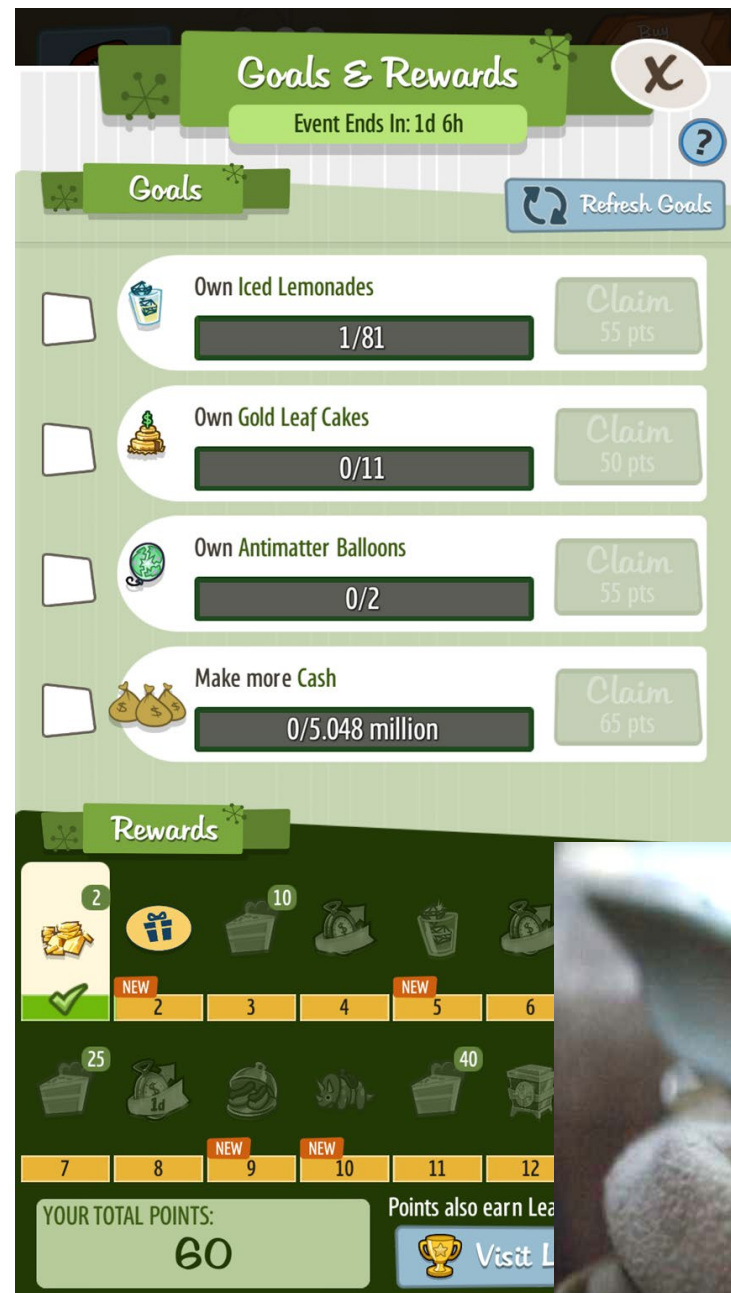 Buy
Goals & Rewards
X
Event Ends In: 1d 6h
?
Goals
Refresh Goals
Own Iced Lemonades
1/81
Claim
55 pts
Own Gold Leaf Cakes
0/11
Claim
50 pts
Own Antimatter Balloons
0/2
Claim
55 pts
Make more Cash
0/5.048 million
Claim
65 pts
Rewards
2
10
NEW
NEW
2
3
4
5
6
25
1d
40
NEW
NEW
7
8
9
10
11
12
YOUR TOTAL POINTS:
60
Points also earn Lea
Visit L